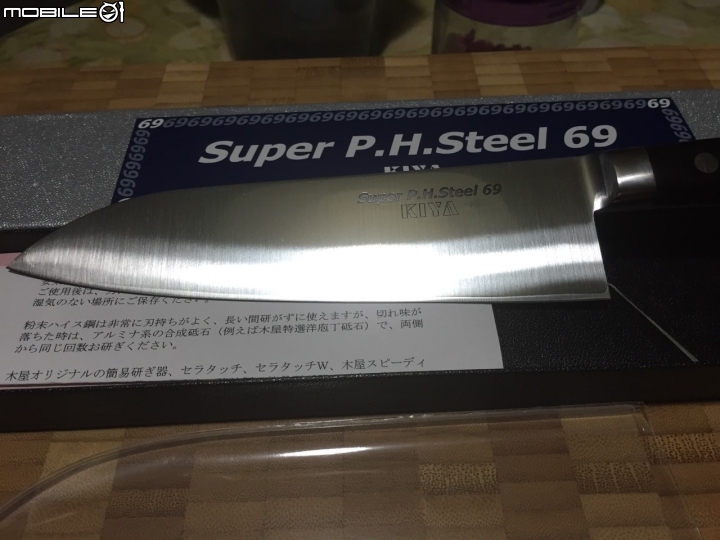 MOBILE01
69696969696969696969696969696969696969
Super P.H.Steel 69
KIYA
Super P.H.Steel 69
KIYA
ご使用後は、
湿気のない場所にご保存ください。
粉末ハイス鋼は非常に刃持ちがよく、長い間研がずに使えますが、切れ味が
落ちた時は、アルミナ系の合成砥石（例えば木屋特選洋庖丁砥石）で、両側
から同じ回数お研ぎください。
木屋オリジナルの簡易研ぎ器、セラタッチ、セラタッチW、木屋スピーディ